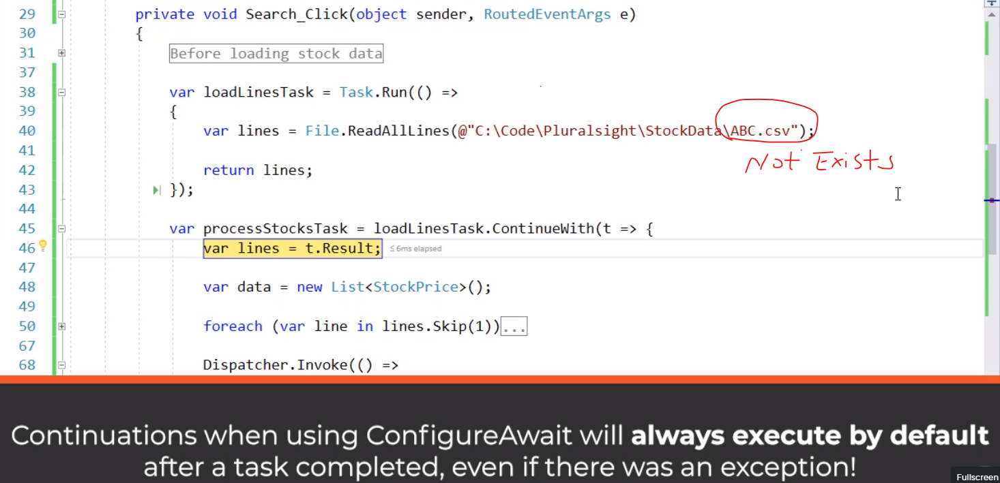 29 private void Search_Click(object sender, RoutedEventArgs e)
30 {
31 Before loading stock data
37
38 var loadLinesTask = Task.Run(() =>
39 {
40 var lines = File.ReadAllLines(@"C:\Code\Pluralsight\StockData\ABC.csv");
41 Not Exists
42 return lines;
43 });
44
45 var processStocksTask = loadLinesTask.ContinueWith(t => {
46 var lines = t.Result; ≤6ms elapsed
47
48 var data = new List<StockPrice>();
49
50 foreach (var line in lines.Skip(1))...
67
68 Dispatcher.Invoke(() =>
Continuations when using ConfigureAwait will always execute by default
after a task completed, even if there was an exception!
Fullscreen